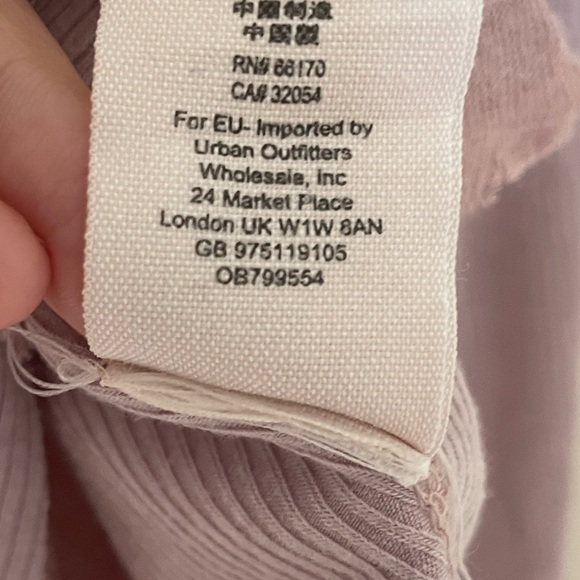 中國制造
中國製
RN# 66170
CA# 32054
For EU- Imported by
Urban Outfitters
Wholesale, Inc
24 Market Place
London UK W1W 8AN
GB 975119105
OB799554